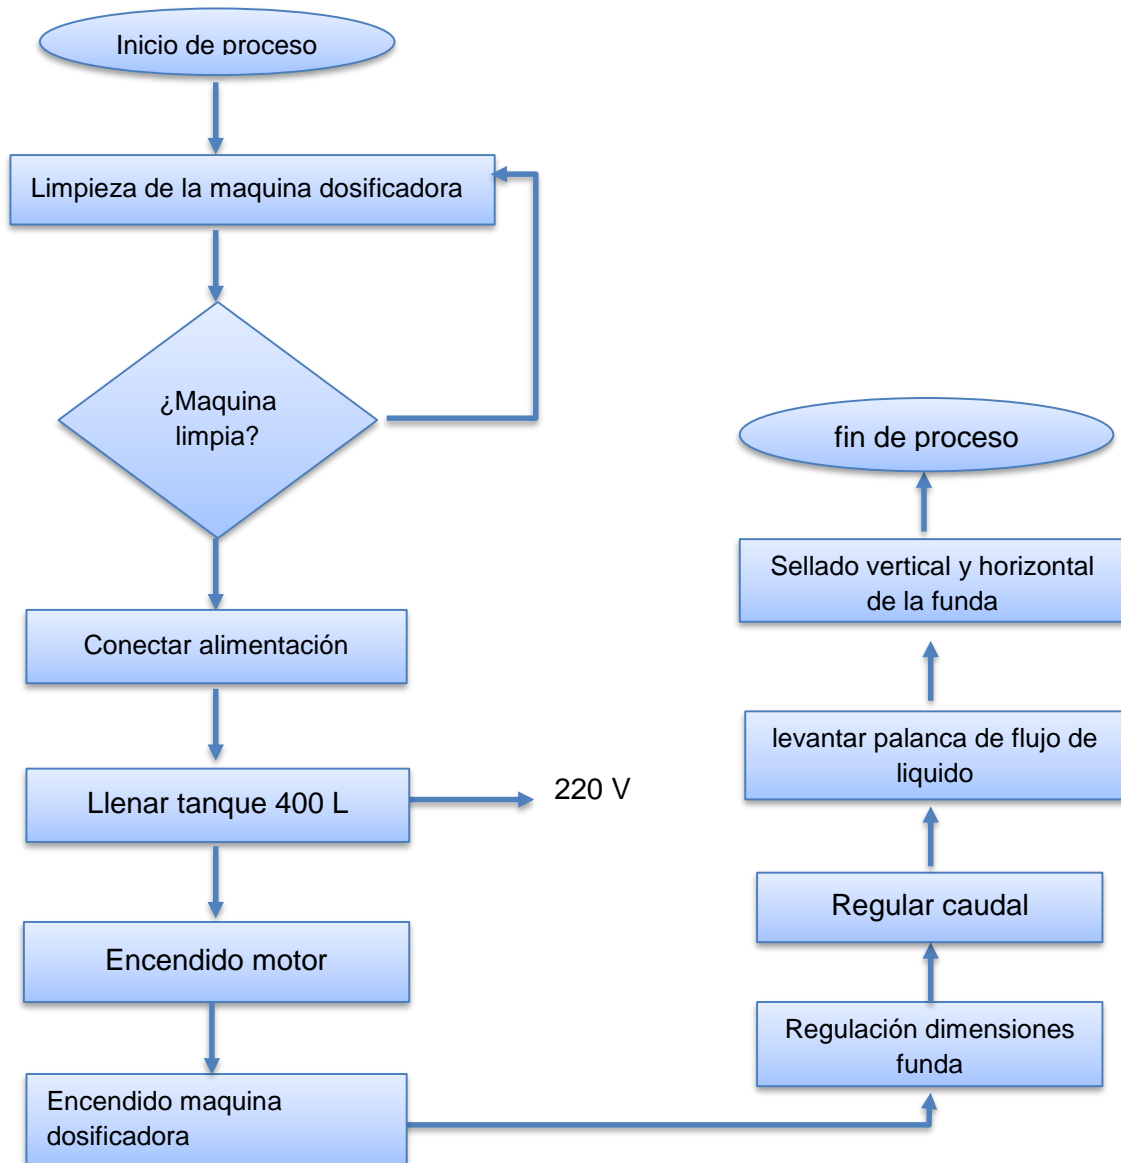 Inicio de proceso
Limpieza de la maquina dosificadora
¿Maquina
limpia?
Conectar alimentación
Llenar tanque 400 L
220 V
Encendido motor
Encendido maquina
dosificadora
Regulación dimensiones
funda
Regular caudal
levantar palanca de flujo de
liquido
Sellado vertical y horizontal
de la funda
fin de proceso